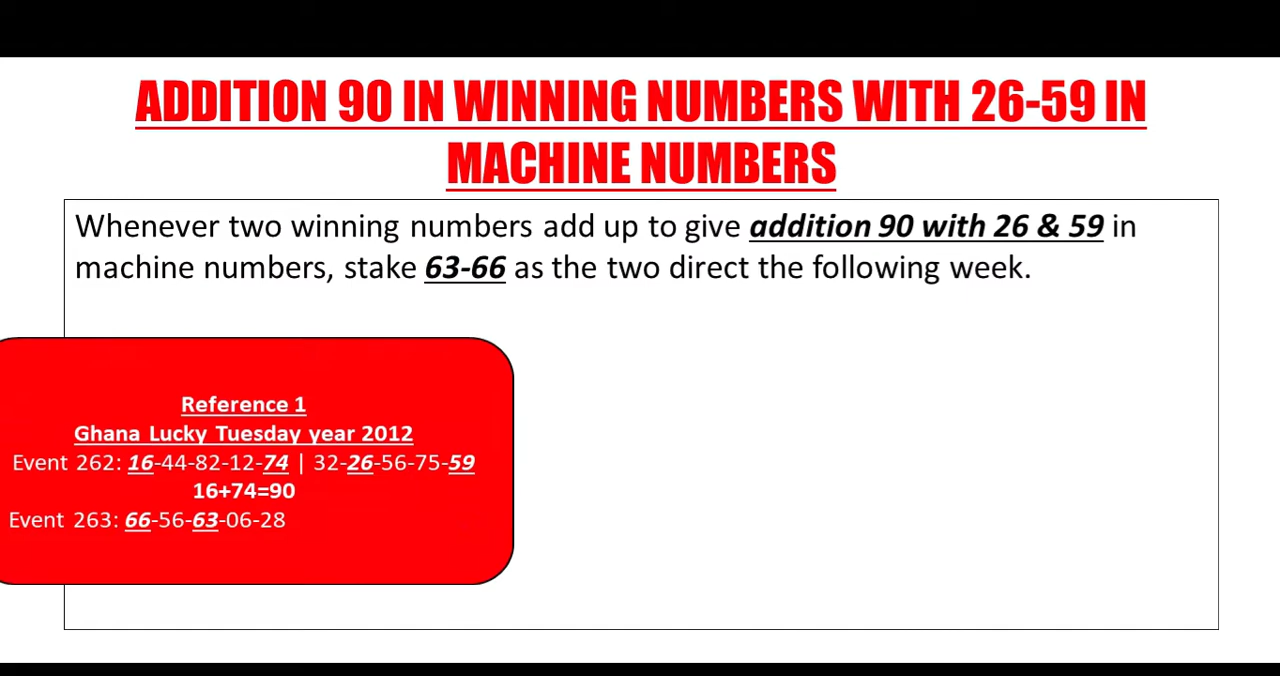 ADDITION 90 IN WINNING NUMBERS WITH 26-59 IN
MACHINE NUMBERS
Whenever two winning numbers add up to give addition 90 with 26 & 59 in
machine numbers, stake 63-66 as the two direct the following week.
Reference 1
Ghana Lucky Tuesday year 2012
Event 262: 16-44-82-12-74 | 32-26-56-75-59
16+74=90
Event 263: 66-56-63-06-28